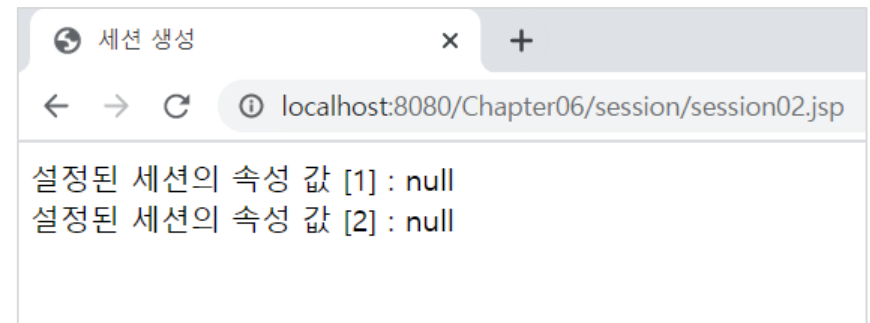 세션 생성
localhost:8080/Chapter06/session/session02.jsp
설정된 세션의 속성 값 [1] : null
설정된 세션의 속성 값 [2] : null